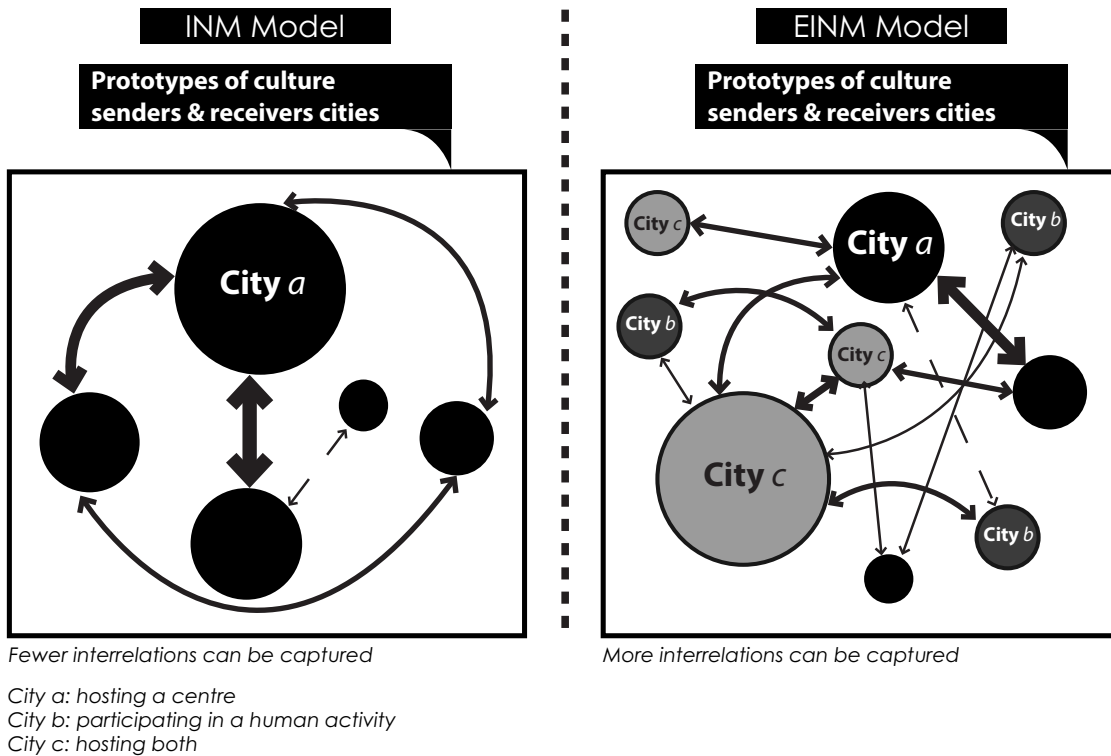 INM Model
Prototypes of culture
senders & receivers cities
City a
Fewer interrelations can be captured
City a: hosting a centre
City b: participating in a human activity
City c: hosting both
EINM Model
Prototypes of culture
senders & receivers cities
City c
City a
City b
City b
City c
City c
City b
More interrelations can be captured